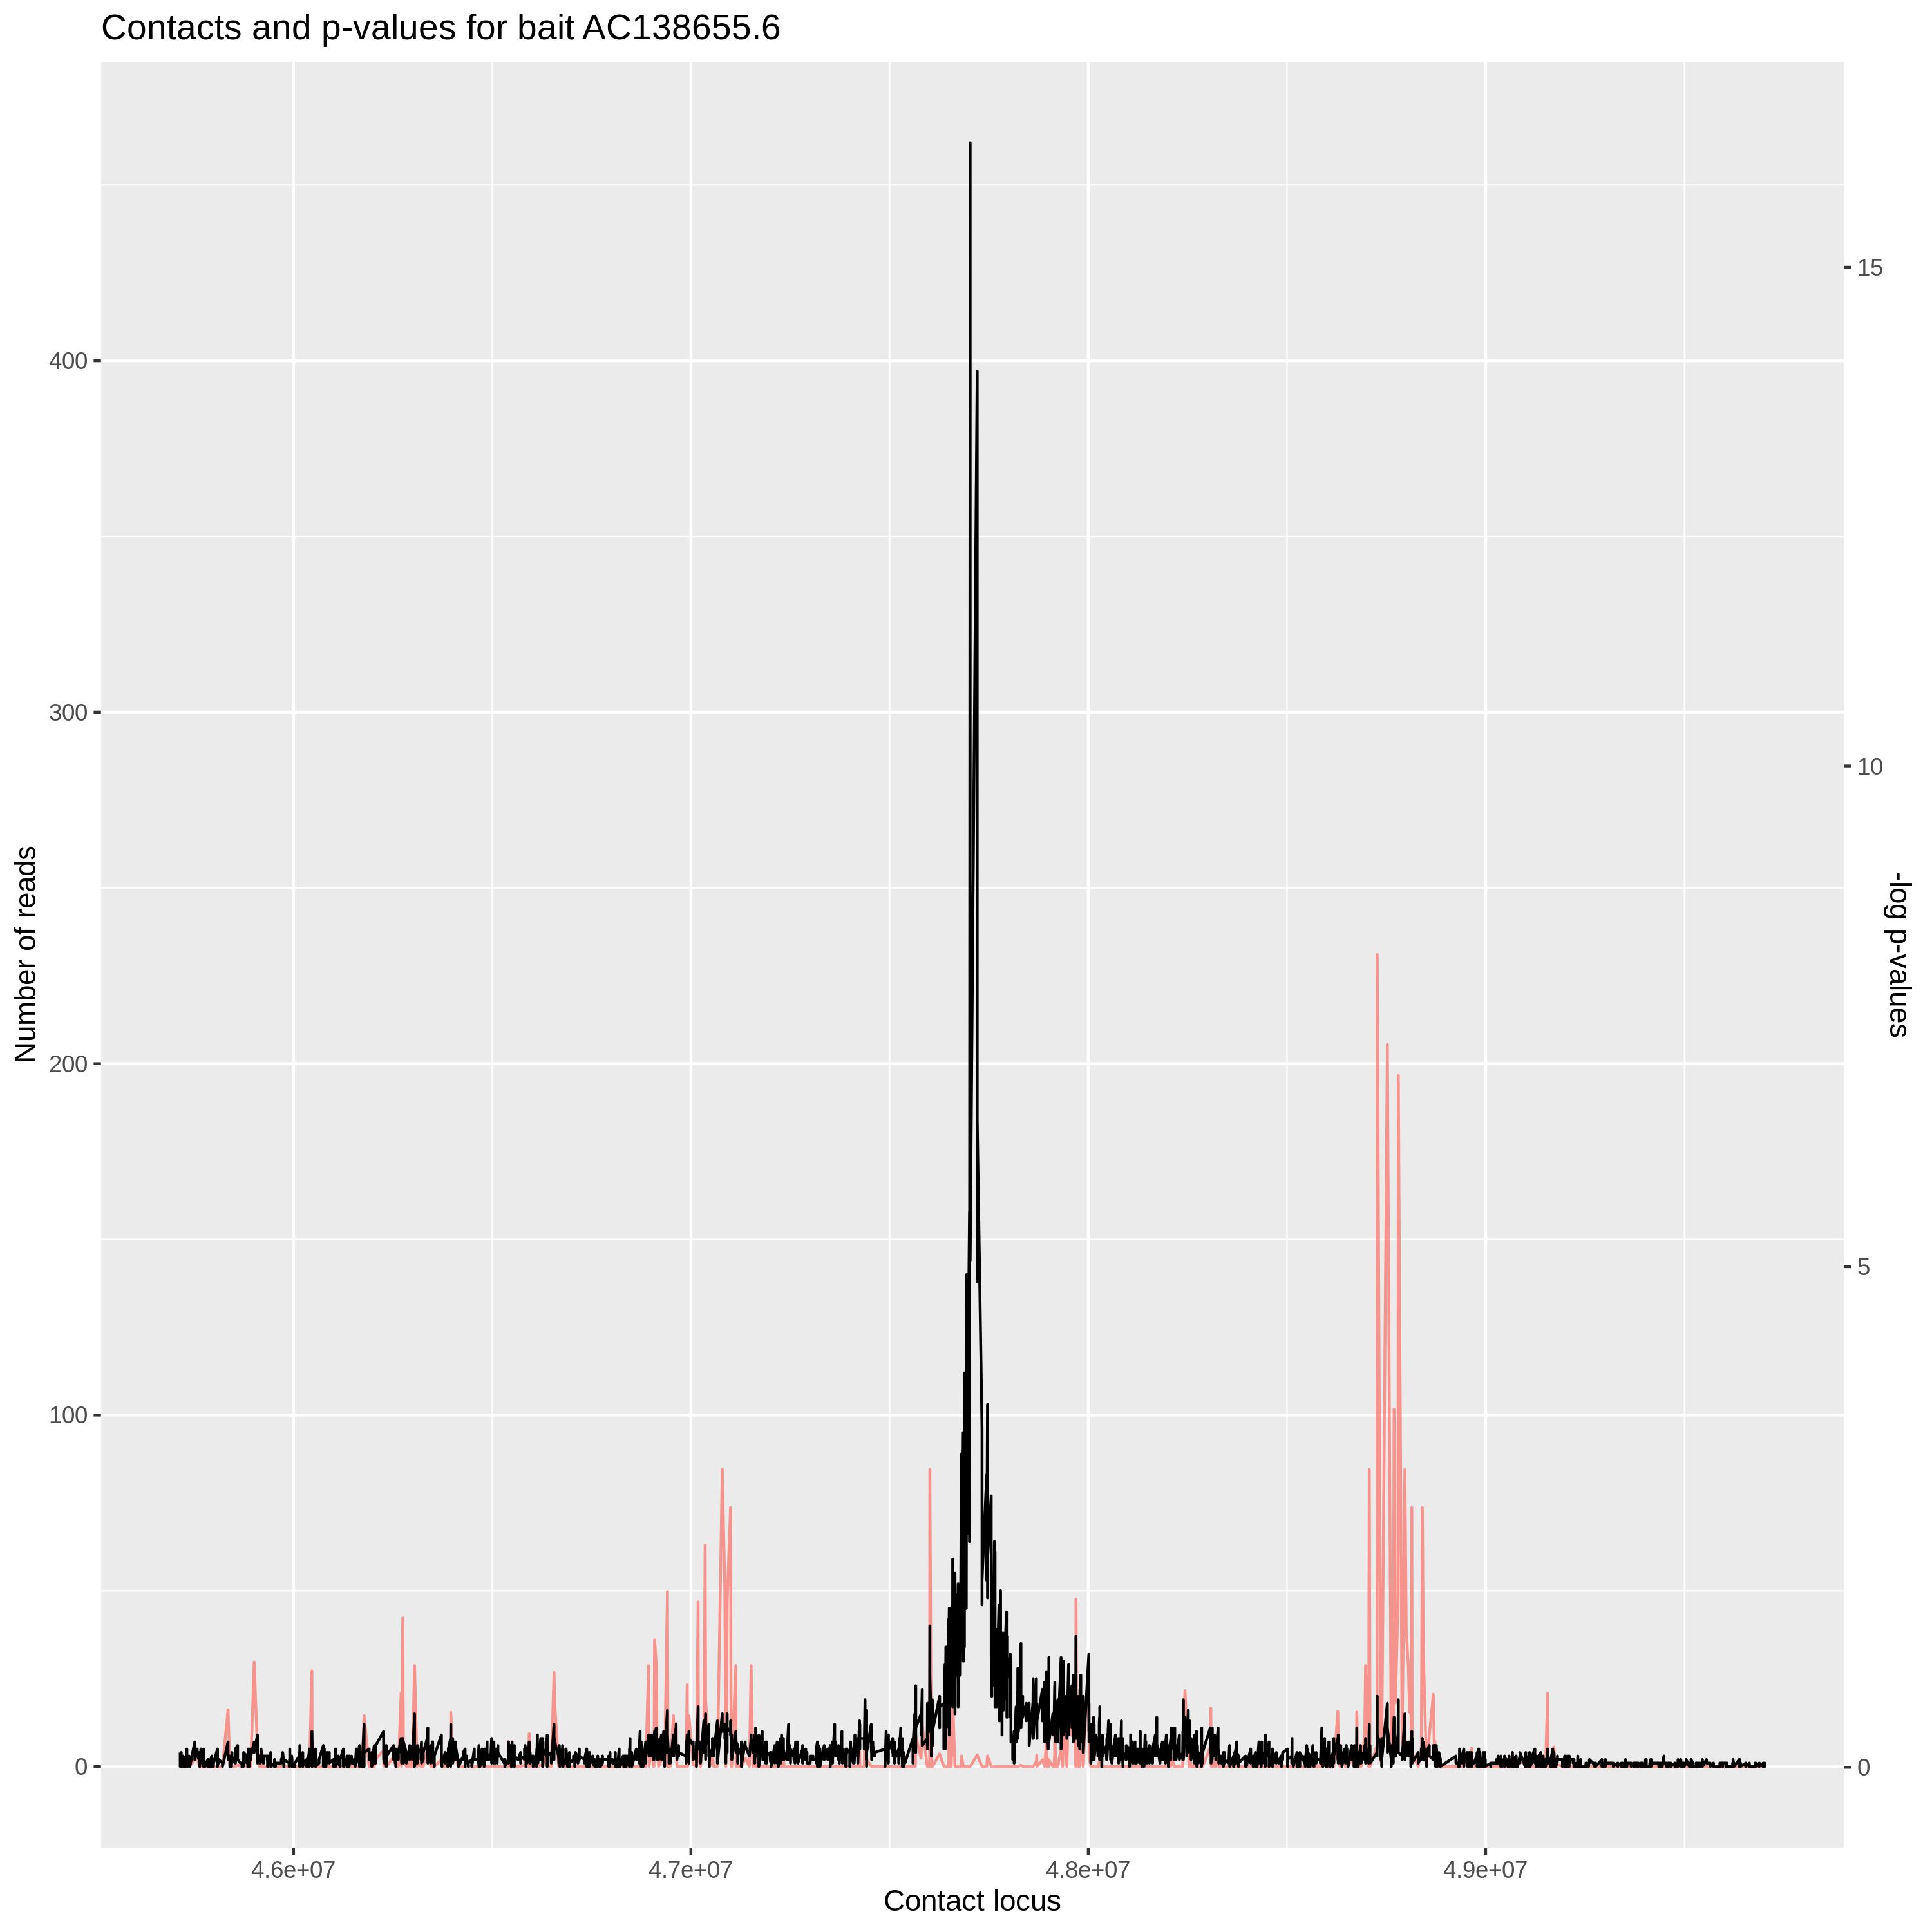 Contacts and p-values for bait AC138655.6
400
300
200
100
0
Number of reads
15
10
5
0
-log p-values
4.6e+07 4.7e+07 4.8e+07 4.9e+07
Contact locus